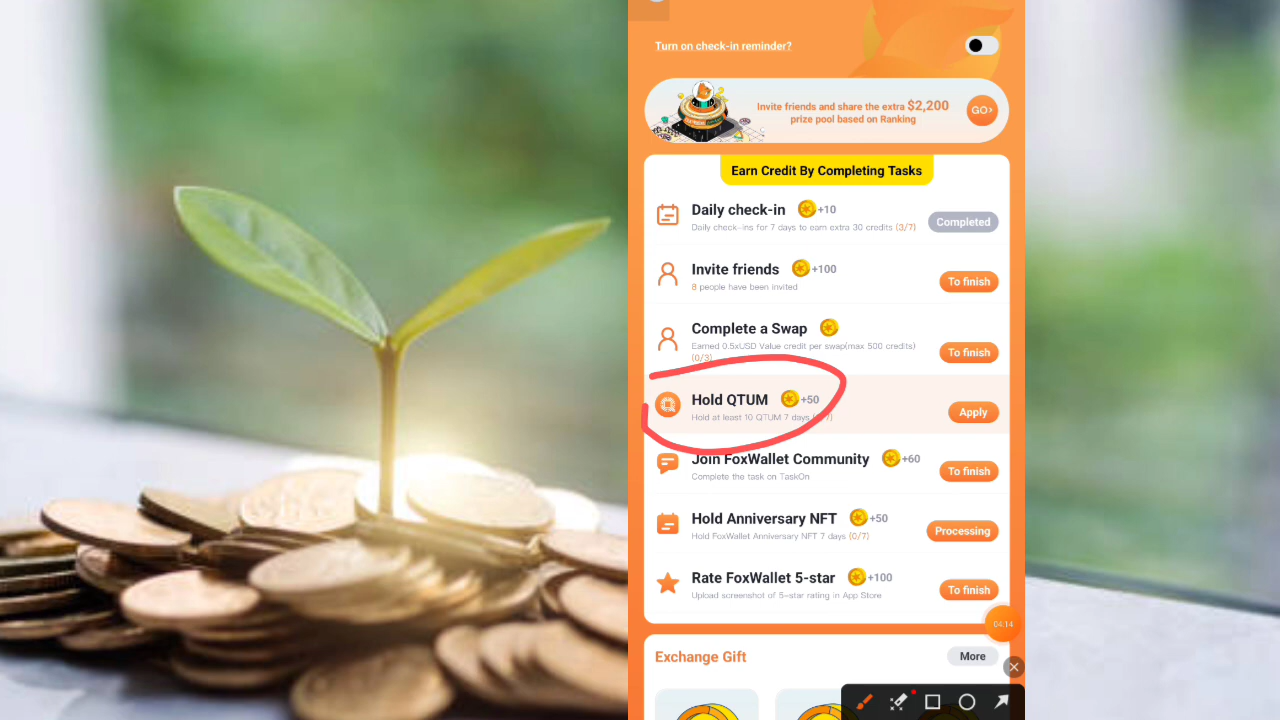 Turn on check-in reminder?
Invite friends and share the extra $2,200
prize pool based on Ranking
GO›
Earn Credit By Completing Tasks
Daily check-in +10
Daily check-ins for 7 days to earn extra 30 credits (3/7)
Completed
Invite friends +100
8 people have been invited
To finish
Complete a Swap
Earned 0.5xUSD Value credit per swap(max 500 credits)
(0/3)
To finish
Hold QTUM +50
Hold at least 10 QTUM 7 days
Apply
Join FoxWallet Community +60
Complete the task on TaskOn
To finish
Hold Anniversary NFT +50
Hold FoxWallet Anniversary NFT 7 days (0/7)
Processing
Rate FoxWallet 5-star +100
Upload screenshot of 5-star rating in App Store
To finish
04:14
Exchange Gift
More